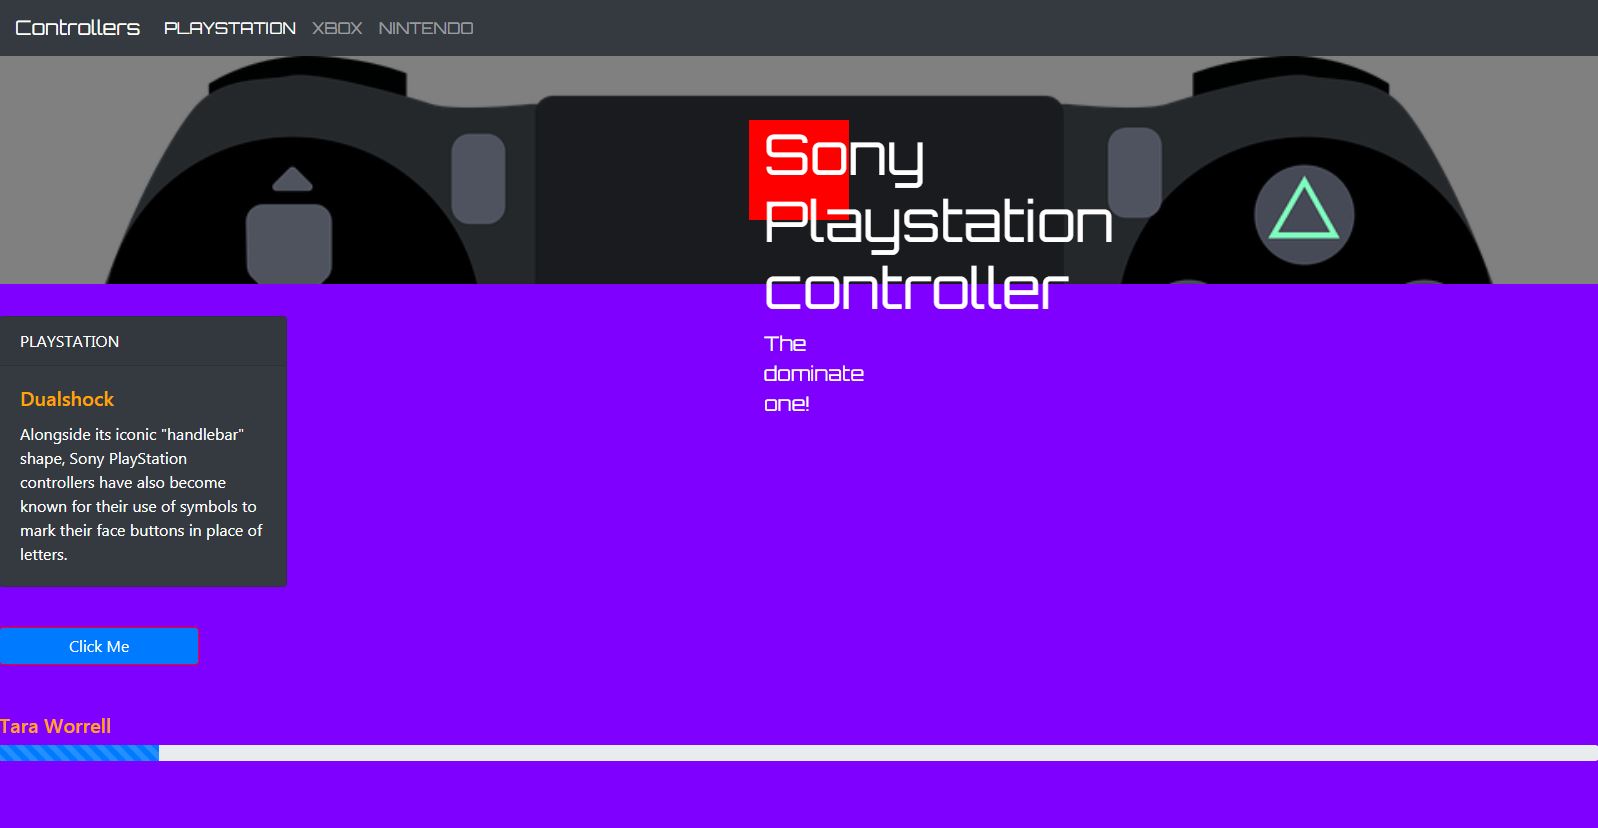 Controllers PLAYSTATION XBOX NINTENDO
Sony
Playstation
controller
The
dominate
one!
PLAYSTATION
Dualshock
Alongside its iconic "handlebar"
shape, Sony PlayStation
controllers have also become
known for their use of symbols to
mark their face buttons in place of
letters.
Click Me
Tara Worrell